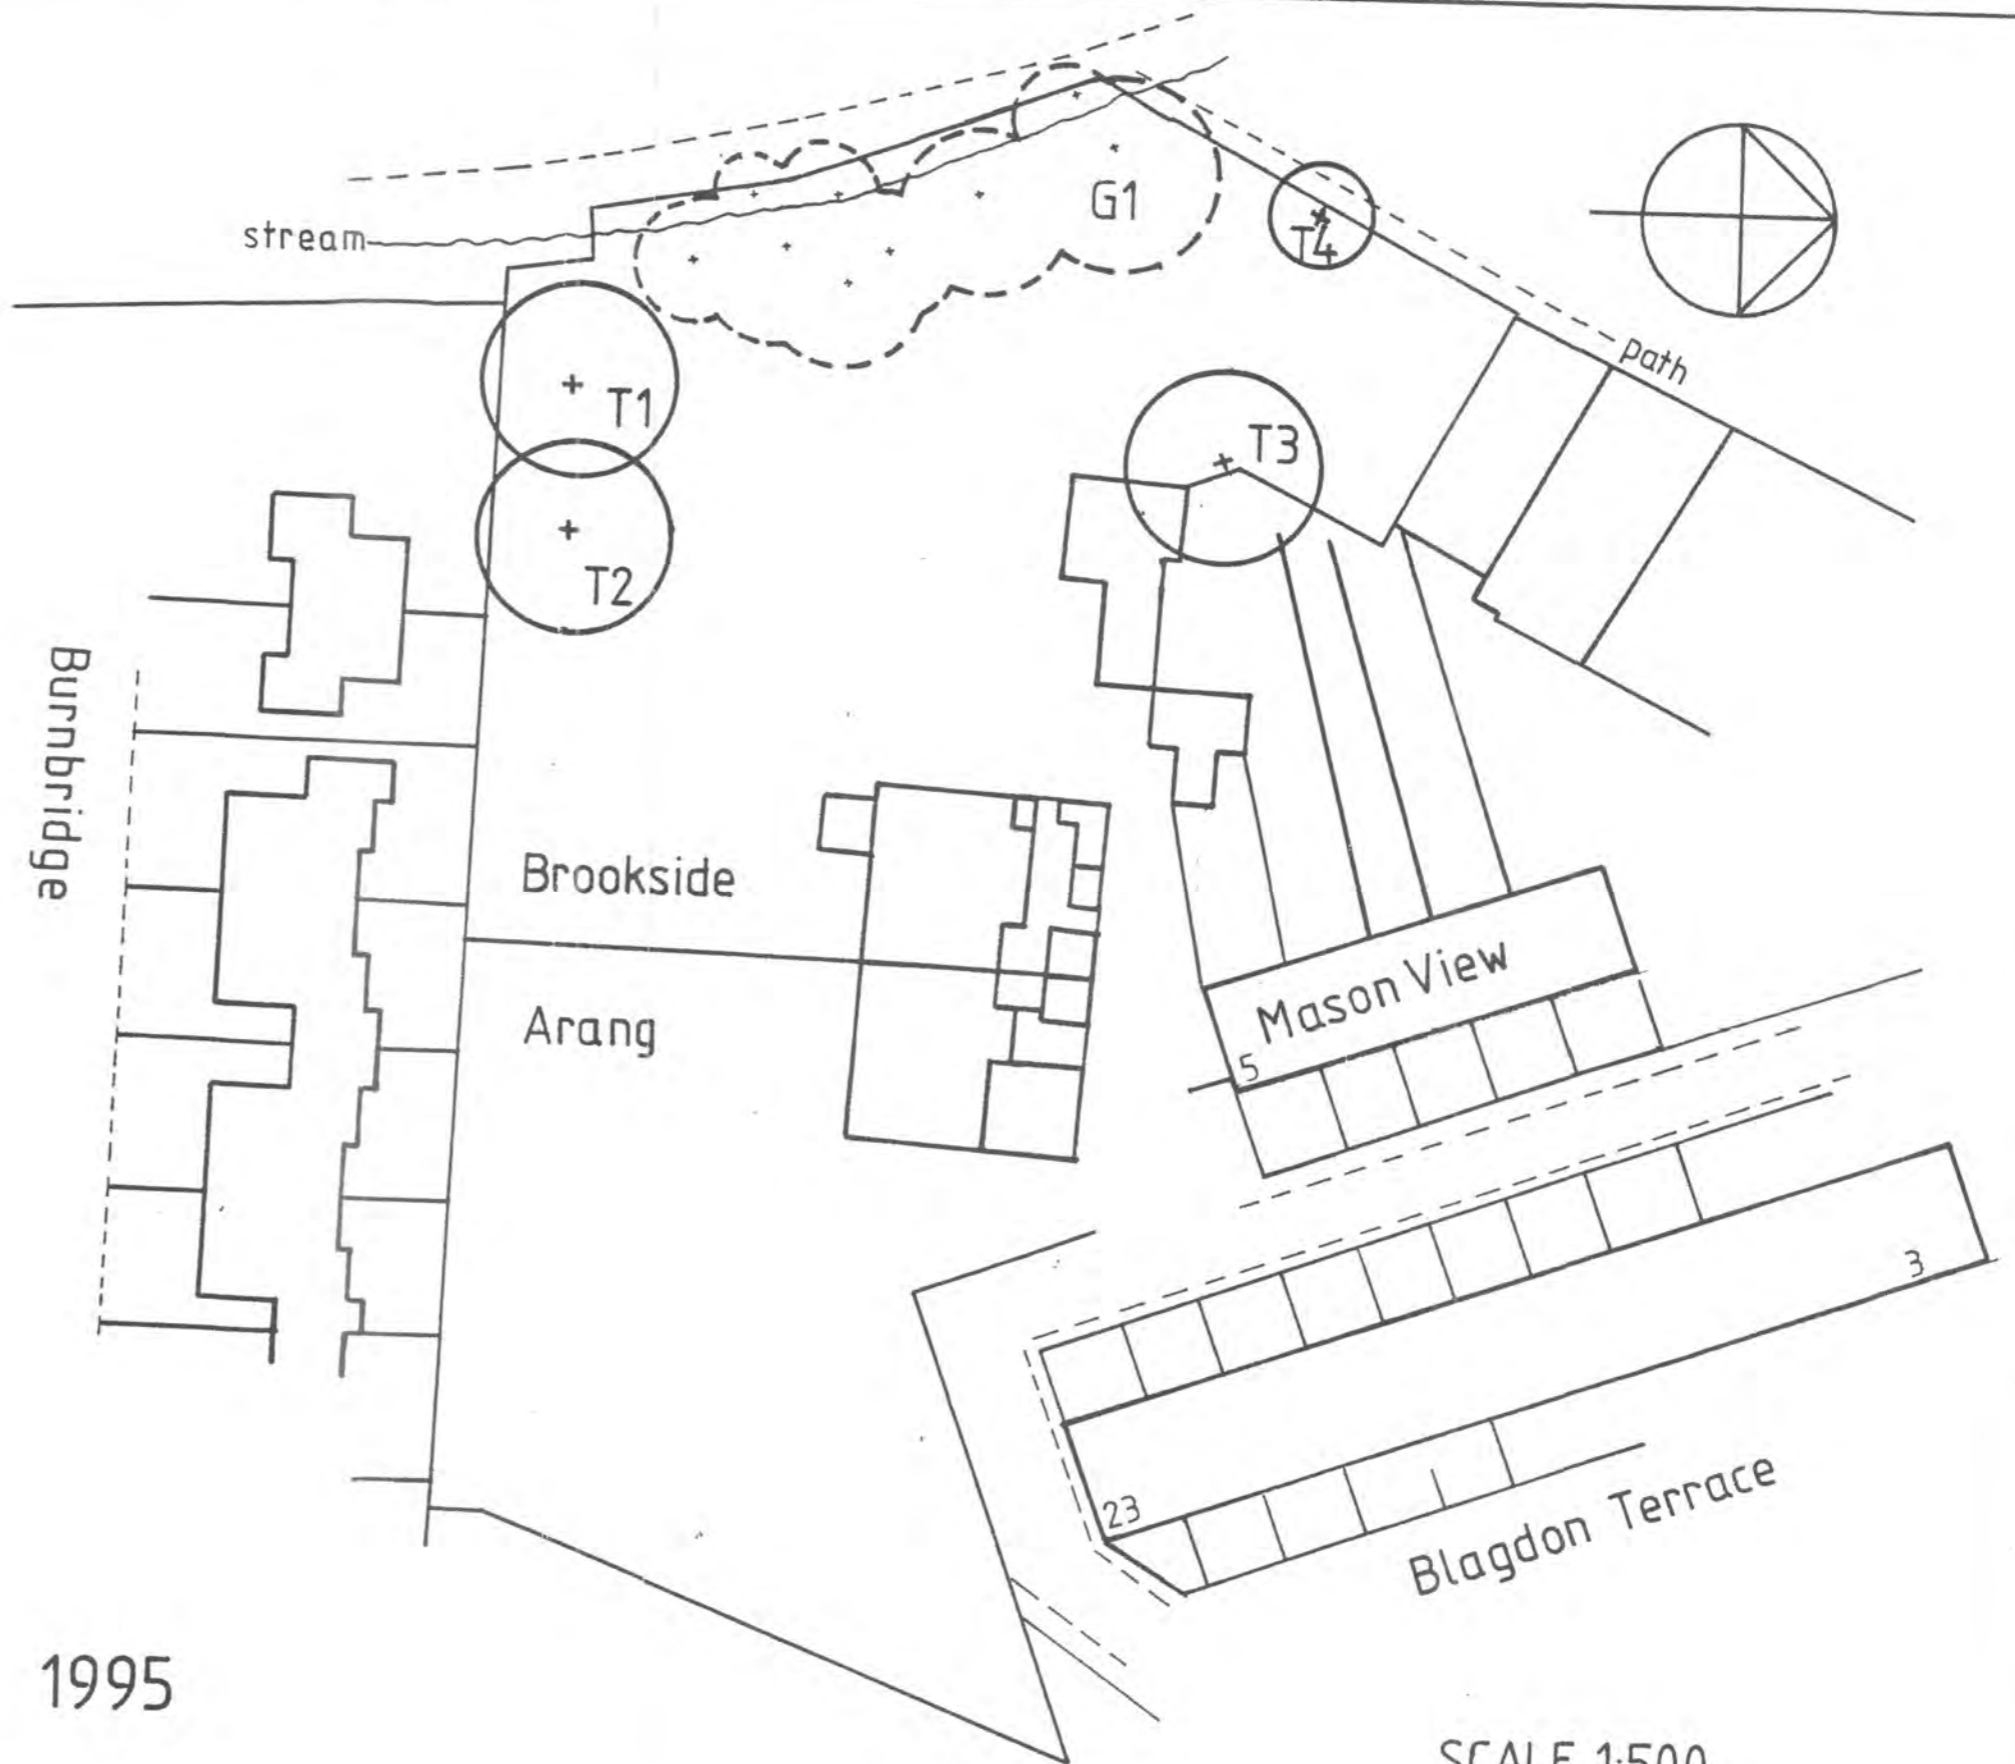 stream
G1
T4
path
T1
T3
T2
Burnbridge
Brookside
Mason View
Arang
5
3
23
Blagdon Terrace
1995
SCALE 1:500